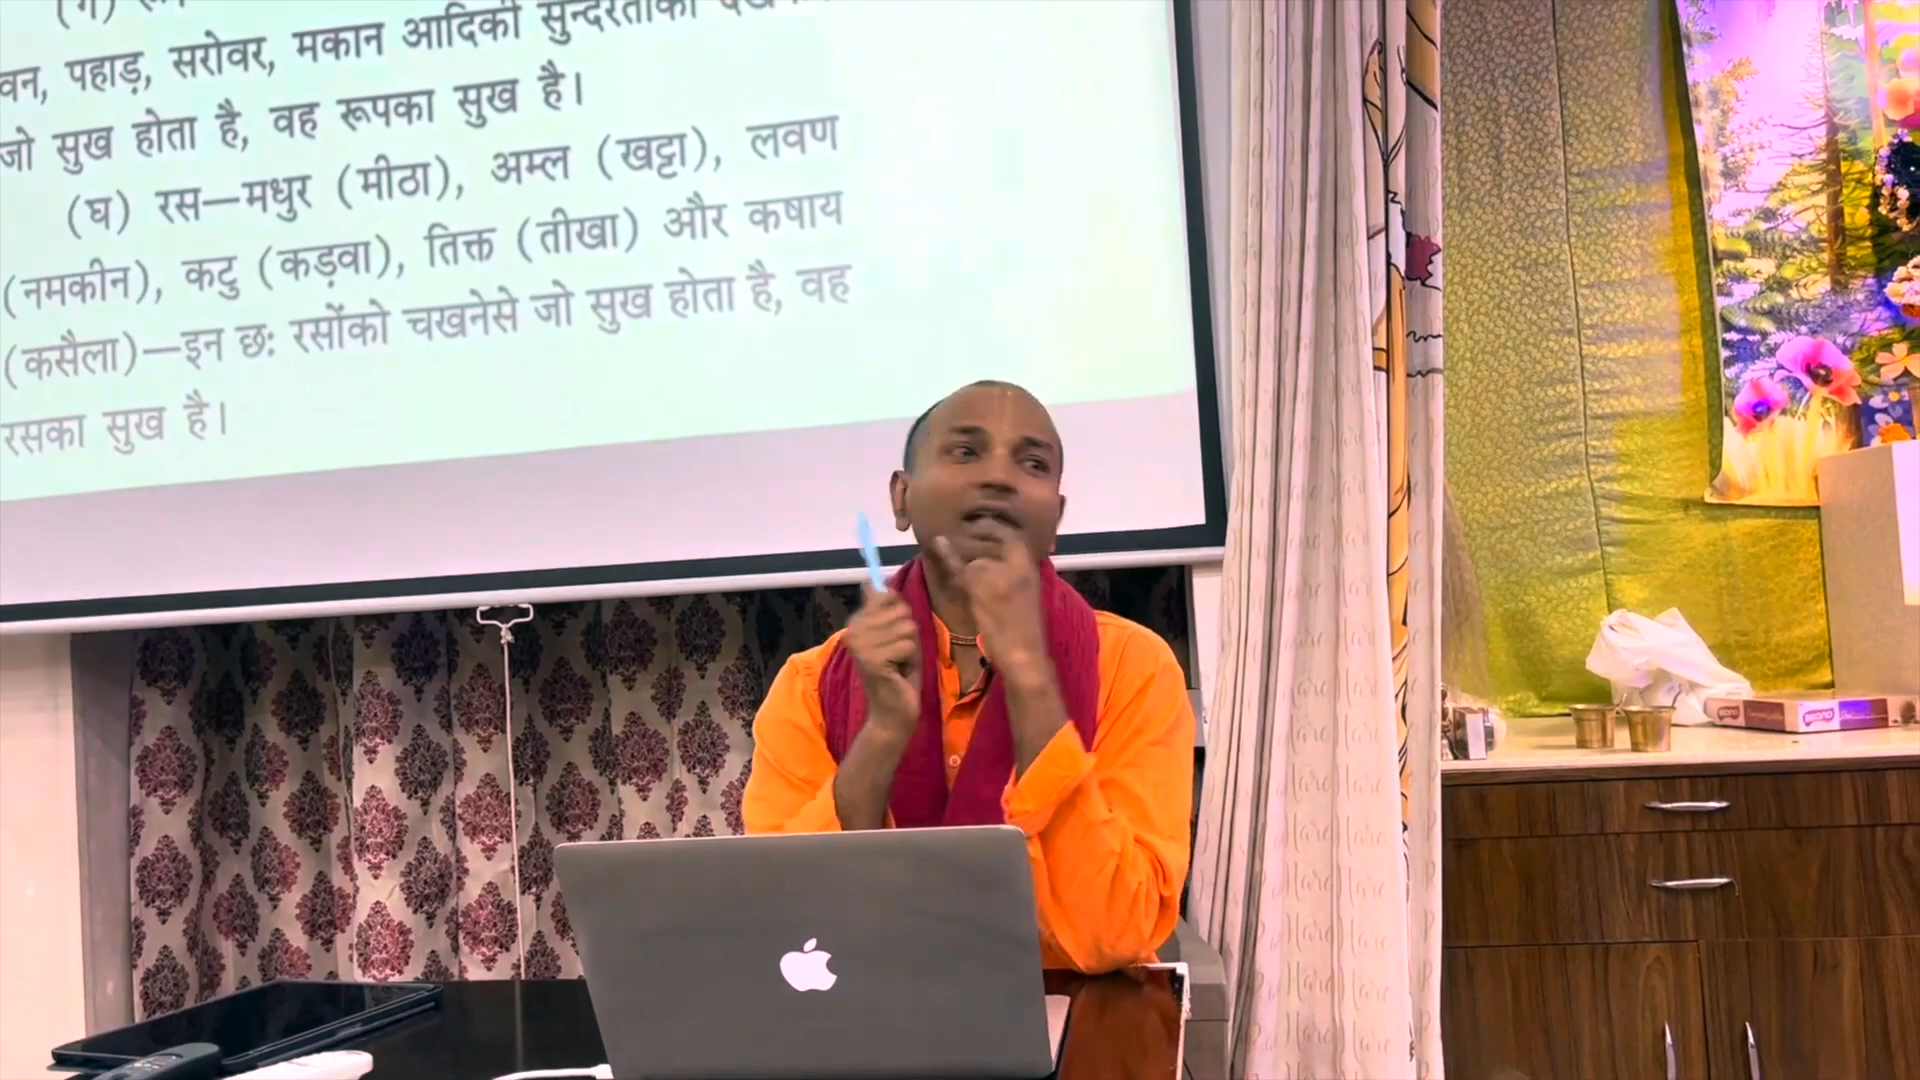 (ग)
वन, पहाड़, सरोवर, मकान आदिकी सुन्दरताको
जो सुख होता है, वह रूपका सुख है।
(घ) रस—मधुर (मीठा), अम्ल (खट्टा), लवण
(नमकीन), कटु (कड़वा), तिक्त (तीखा) और कषाय
(कसैला)—इन छ: रसोंको चखनेसे जो सुख होता है, वह
रसका सुख है।